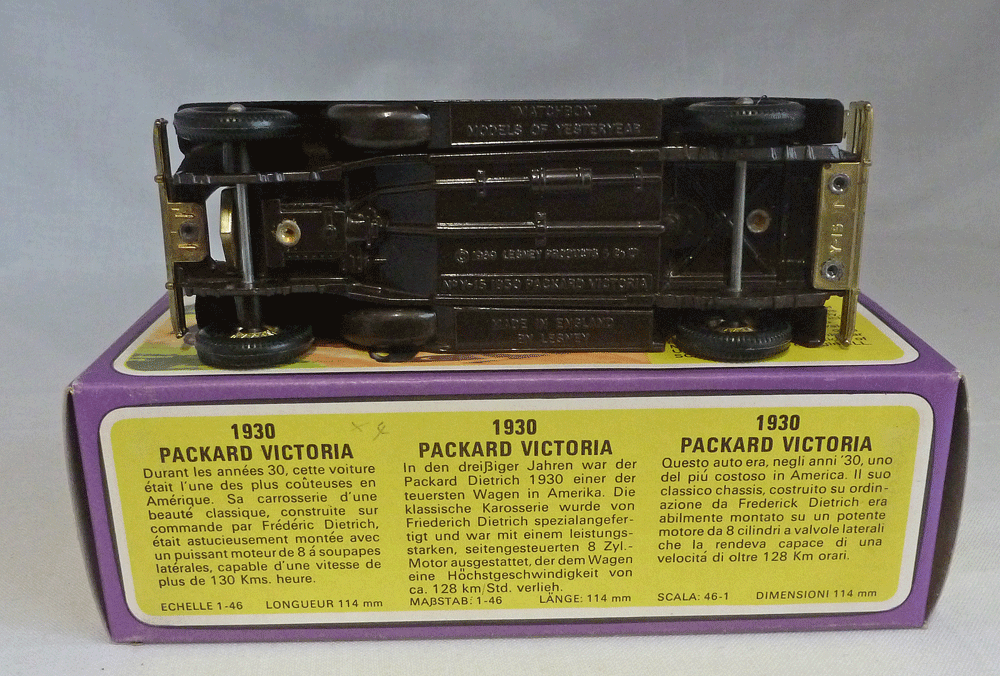 "MATCHBOX"
MODELS OF YESTERYEAR
© 1969 LESNEY PRODUCTS & Co LTD
Nº Y-15 1930 PACKARD VICTORIA
MADE IN ENGLAND
BY LESNEY
Y-15
1930
PACKARD VICTORIA
Durant les années 30, cette voiture
était l'une des plus coûteuses en
Amérique. Sa carrosserie d'une
beauté classique, construite sur
commande par Frédéric Dietrich,
était astucieusement montée avec
un puissant moteur de 8 á soupapes
latérales, capable d'une vitesse de
plus de 130 Kms. heure.
ECHELLE 1-46 LONGUEUR 114 mm
1930
PACKARD VICTORIA
In den dreißiger Jahren war der
Packard Dietrich 1930 einer der
teuersten Wagen in Amerika. Die
klassische Karosserie wurde von
Friederich Dietrich spezialangefer-
tigt und war mit einem leistungs-
starken, seitengesteuerten 8 Zyl.-
Motor ausgestattet, der dem Wagen
eine Höchstgeschwindigkeit von
ca. 128 km/Std. verlieh.
MAßSTAB: 1-46 LÄNGE: 114 mm
1930
PACKARD VICTORIA
Questo auto era, negli anni '30, uno
del piú costoso in America. Il suo
classico chassis, costruito su ordin-
azione da Frederick Dietrich era
abilmente montato su un potente
motore da 8 cilindri a valvole laterali
che la rendeva capace di una
velocitá di oltre 128 Km orari.
SCALA: 46-1 DIMENSIONI 114 mm